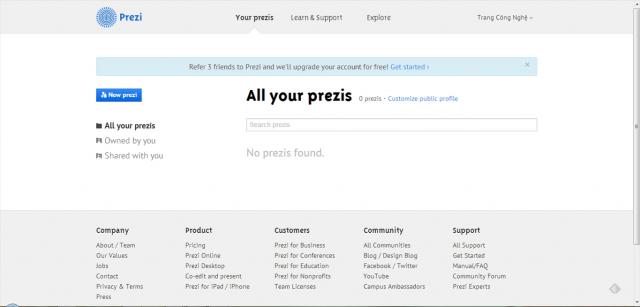 Prezi
Your prezis Learn & Support Explore Trang Công Nghệ
Refer 3 friends to Prezi and we'll upgrade your account for free! Get started ›
New prezi
All your prezis 0 prezis - Customize public profile
Search prezis
All your prezis
Owned by you
Shared with you
No prezis found.
Company
About / Team
Our Values
Jobs
Contact
Privacy & Terms
Press
Product
Pricing
Prezi Online
Prezi Desktop
Co-edit and present
Prezi for iPad / iPhone
Customers
Prezi for Business
Prezi for Conferences
Prezi for Education
Prezi for Nonprofits
Team Licenses
Community
All Communities
Blog / Design Blog
Facebook / Twitter
YouTube
Campus Ambassadors
Support
All Support
Get Started
Manual/FAQ
Community Forum
Prezi Experts